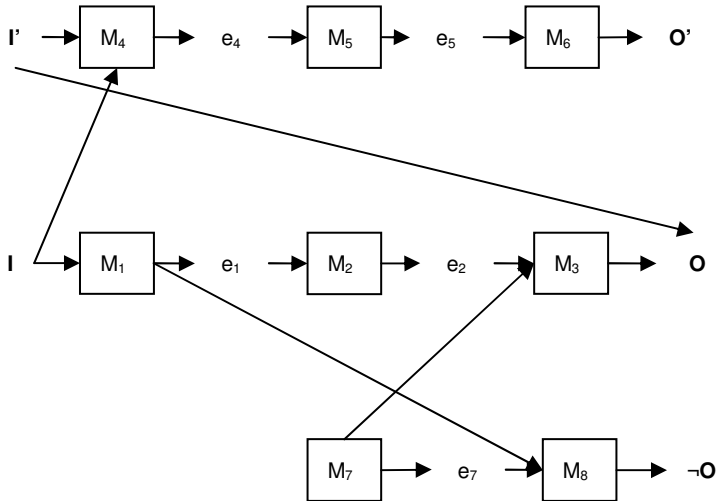 I' M₄ e₄ M₅ e₅ M₆ O'
I M₁ e₁ M₂ e₂ M₃ O
M₇ e₇ M₈ ¬O